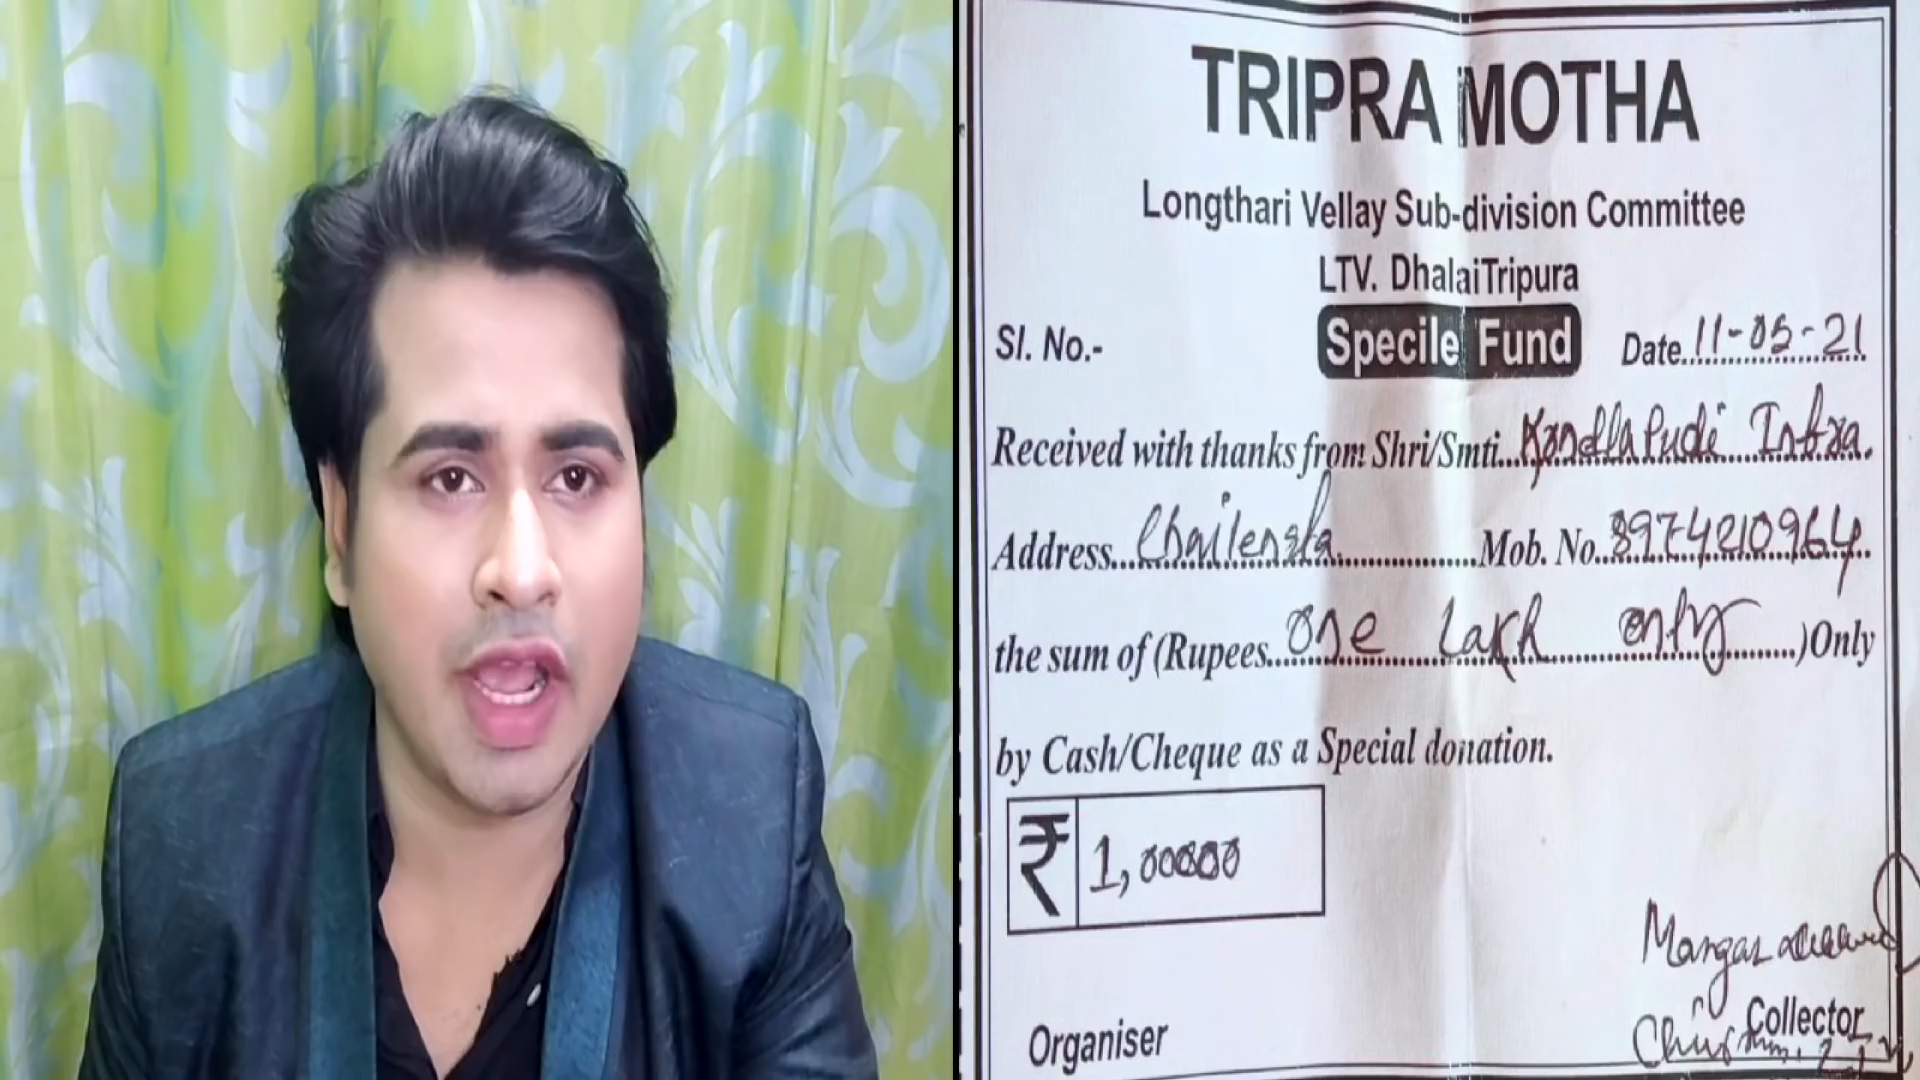 TRIPRA MOTHA
Longthari Vellay Sub-division Committee
LTV. DhalaiTripura
Sl. No.- Specile Fund Date 11-05-21
Received with thanks from Shri/Smti Kondlapudi Infra.
Address Chailengta Mob. No. 8974210964
the sum of (Rupees one lakh only )Only
by Cash/Cheque as a Special donation.
₹ 1,00000
Organiser Collector